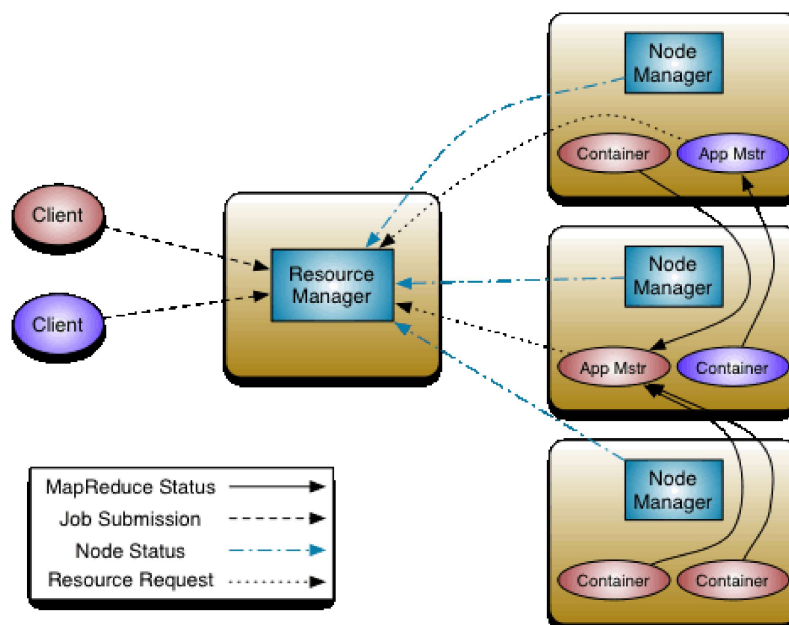 Node
Manager
Container
App Mstr
Client
Client
Resource
Manager
Node
Manager
App Mstr
Container
Node
Manager
Container
Container
MapReduce Status
Job Submission
Node Status
Resource Request